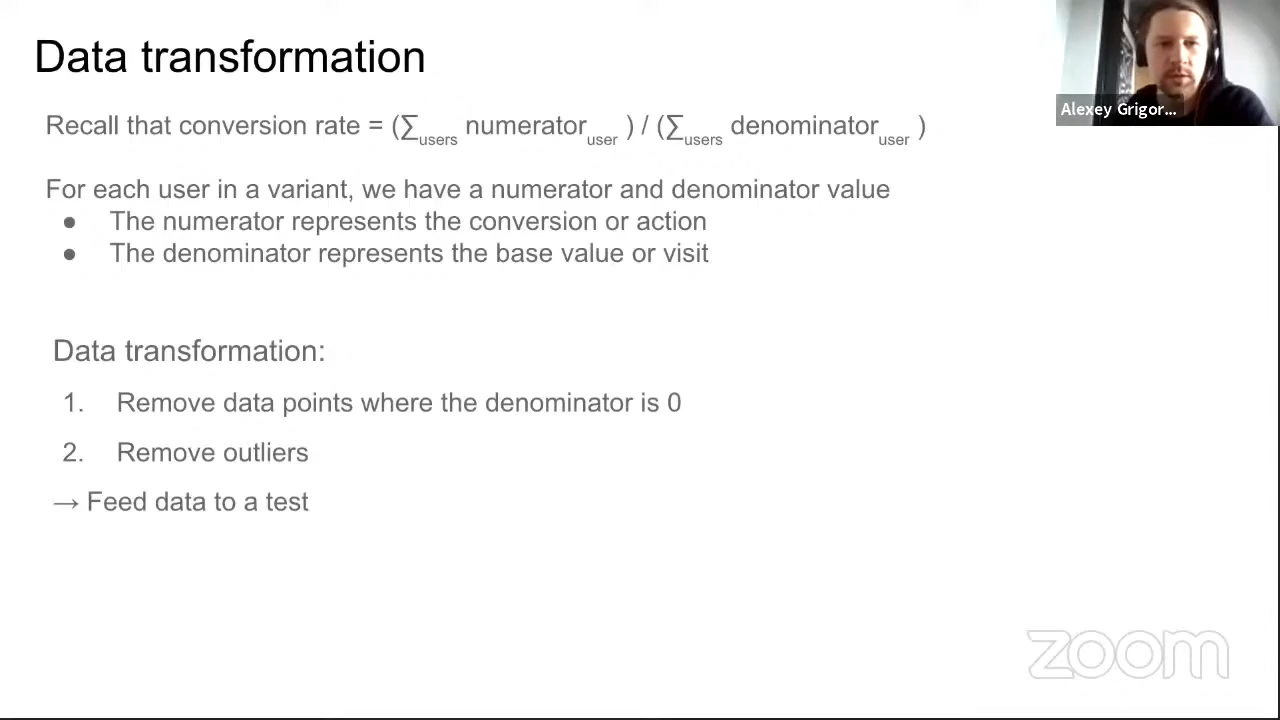 Data transformation
Alexey Grigor...
Recall that conversion rate = (∑users numeratoruser ) / (∑users denominatoruser )
For each user in a variant, we have a numerator and denominator value
● The numerator represents the conversion or action
● The denominator represents the base value or visit
Data transformation:
1. Remove data points where the denominator is 0
2. Remove outliers
→ Feed data to a test
zoom